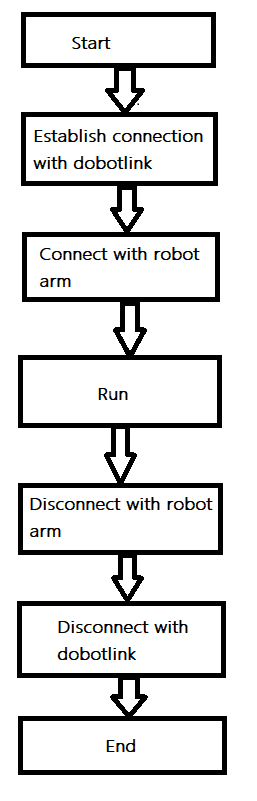 Start
Establish connection
with dobotlink
Connect with robot
arm
Run
Disconnect with robot
arm
Disconnect with
dobotlink
End